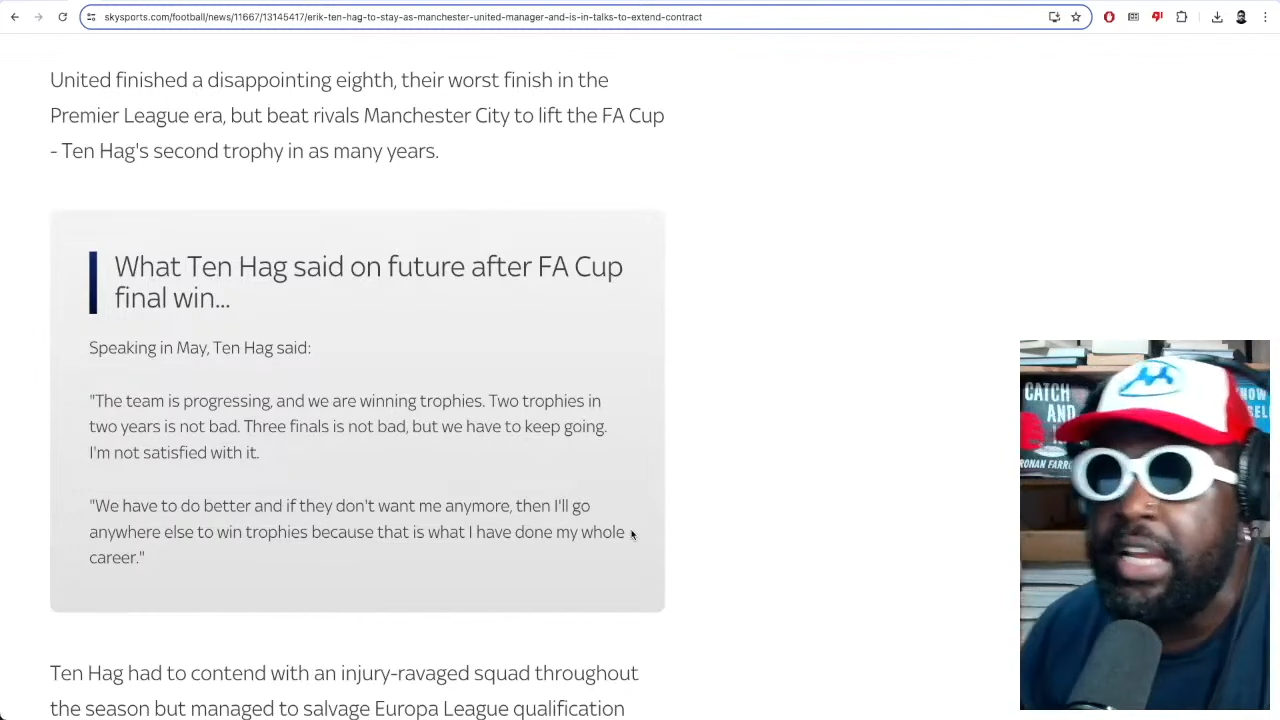 skysports.com/football/news/11667/13145417/erik-ten-hag-to-stay-as-manchester-united-manager-and-is-in-talks-to-extend-contract
United finished a disappointing eighth, their worst finish in the
Premier League era, but beat rivals Manchester City to lift the FA Cup
- Ten Hag's second trophy in as many years.
What Ten Hag said on future after FA Cup
final win...
Speaking in May, Ten Hag said:
"The team is progressing, and we are winning trophies. Two trophies in
two years is not bad. Three finals is not bad, but we have to keep going.
I'm not satisfied with it.
"We have to do better and if they don't want me anymore, then I'll go
anywhere else to win trophies because that is what I have done my whole
career."
Ten Hag had to contend with an injury-ravaged squad throughout
the season but managed to salvage Europa League qualification
CATCH
AND
RONAN FARR